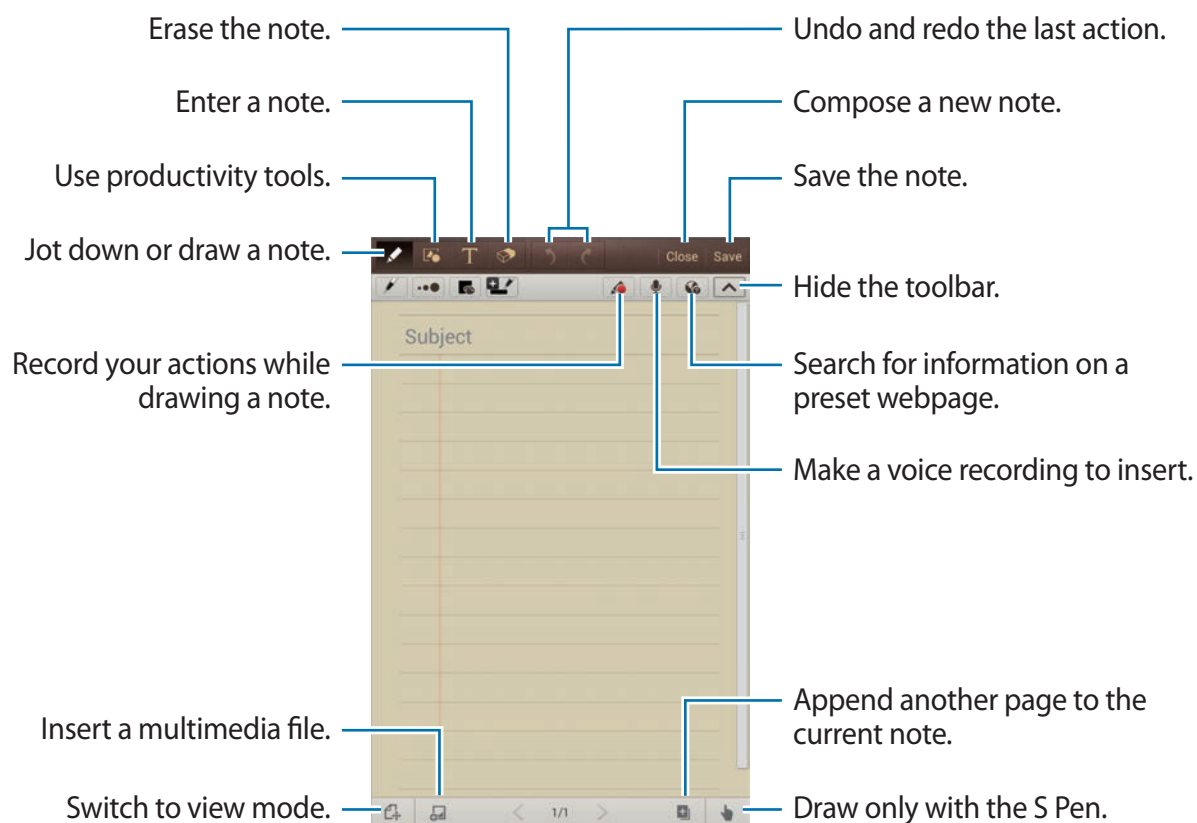 Erase the note.
Undo and redo the last action.
Enter a note.
Compose a new note.
Use productivity tools.
Save the note.
Jot down or draw a note.
T
Close
Save
Hide the toolbar.
Subject
Record your actions while
drawing a note.
Search for information on a
preset webpage.
Make a voice recording to insert.
Append another page to the
current note.
Insert a multimedia file.
Switch to view mode.
1/1
Draw only with the S Pen.